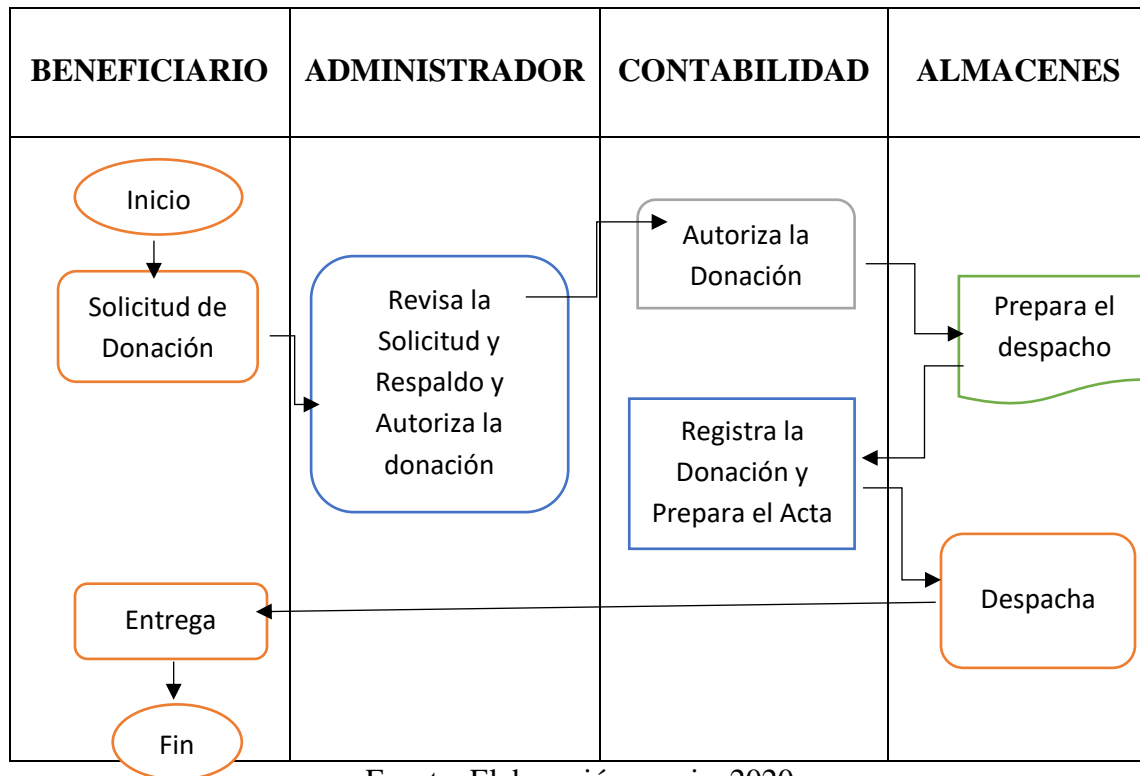 BENEFICIARIO
ADMINISTRADOR
CONTABILIDAD
ALMACENES
Inicio
Solicitud de
Donación
Revisa la
Solicitud y
Respaldo y
Autoriza la
donación
Autoriza la
Donación
Prepara el
despacho
Registra la
Donación y
Prepara el Acta
Despacha
Entrega
Fin